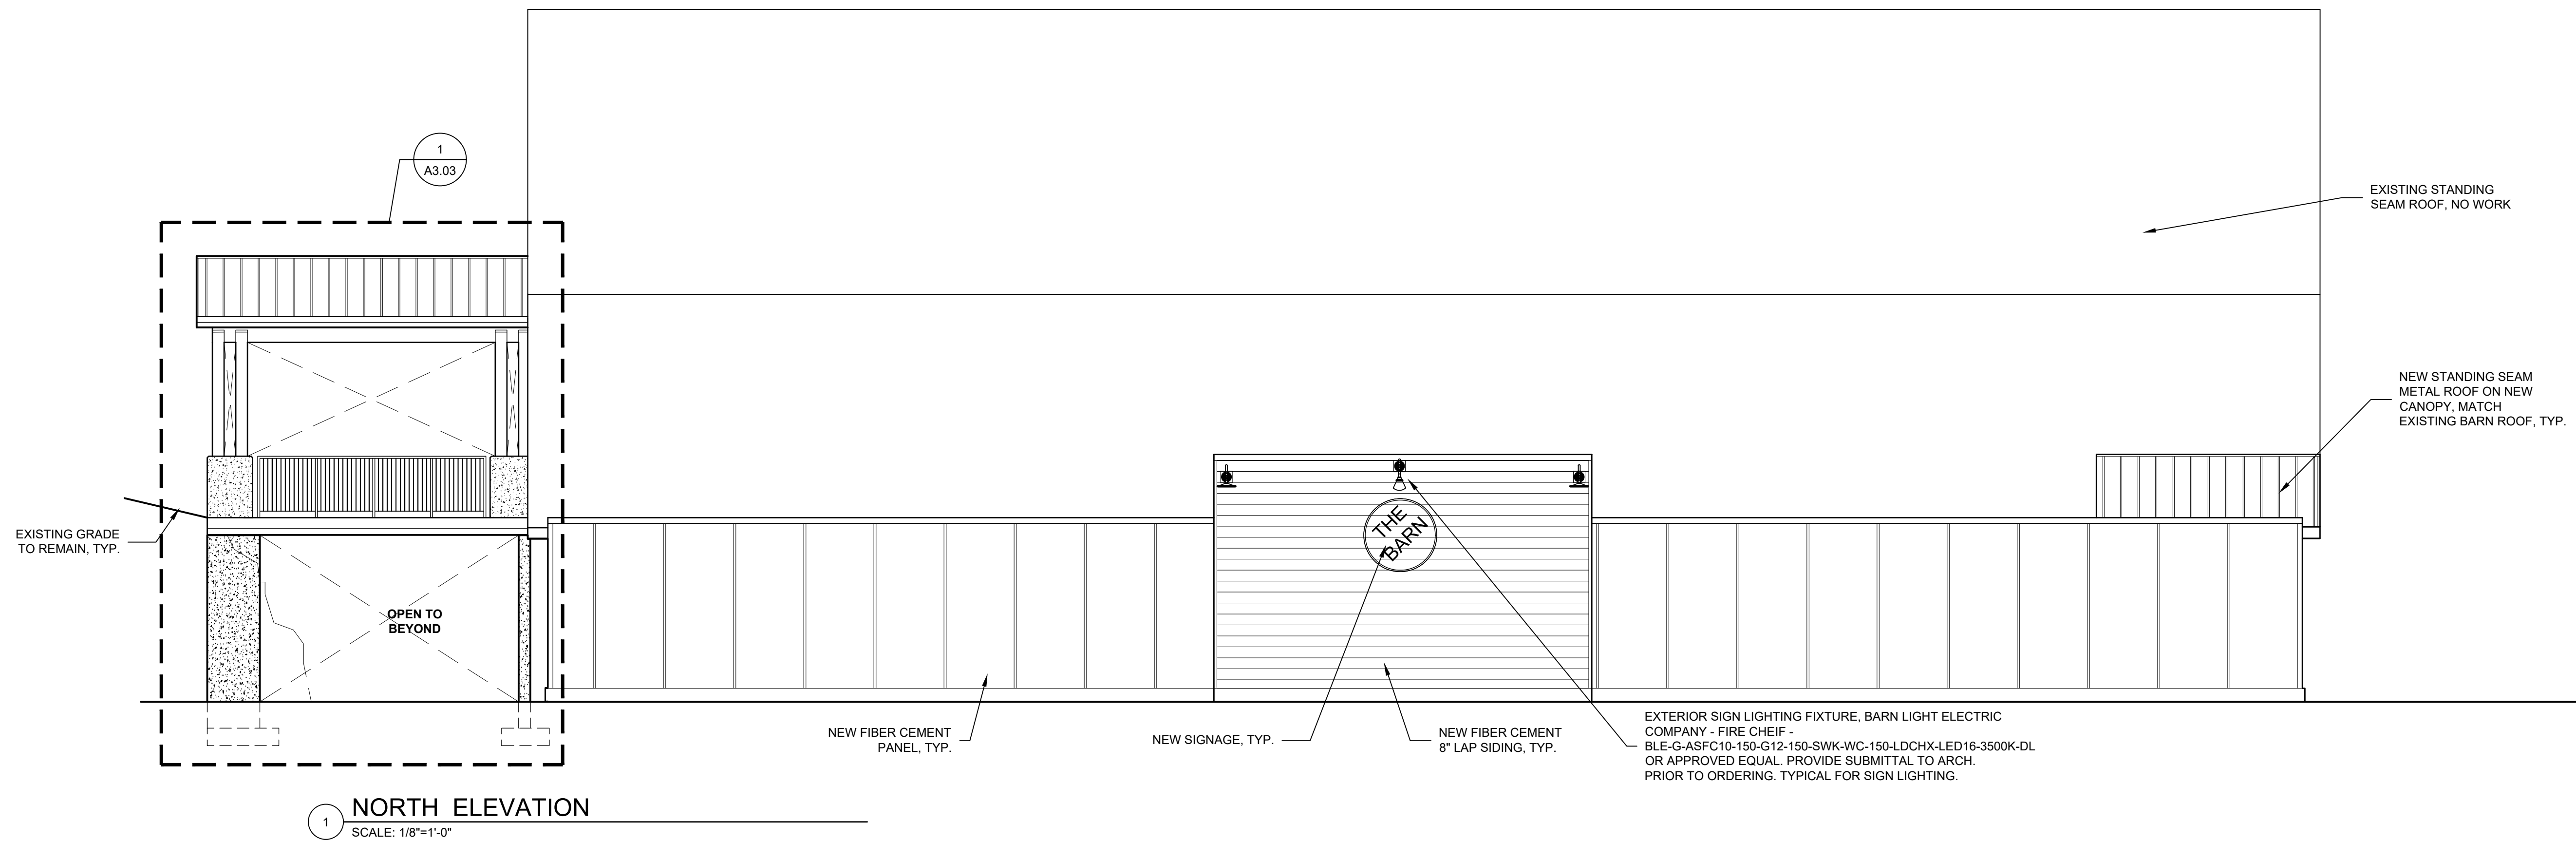 1
A3.03
EXISTING STANDING
SEAM ROOF, NO WORK
NEW STANDING SEAM
METAL ROOF ON NEW
CANOPY, MATCH
EXISTING BARN ROOF, TYP.
EXISTING GRADE
TO REMAIN, TYP.
THE
BARN
OPEN TO
BEYOND
NEW FIBER CEMENT
PANEL, TYP.
NEW SIGNAGE, TYP.
NEW FIBER CEMENT
8" LAP SIDING, TYP.
EXTERIOR SIGN LIGHTING FIXTURE, BARN LIGHT ELECTRIC
COMPANY - FIRE CHEIF -
BLE-G-ASFC10-150-G12-150-SWK-WC-150-LDCHX-LED16-3500K-DL
OR APPROVED EQUAL. PROVIDE SUBMITTAL TO ARCH.
PRIOR TO ORDERING. TYPICAL FOR SIGN LIGHTING.
1
NORTH ELEVATION
SCALE: 1/8"=1'-0"